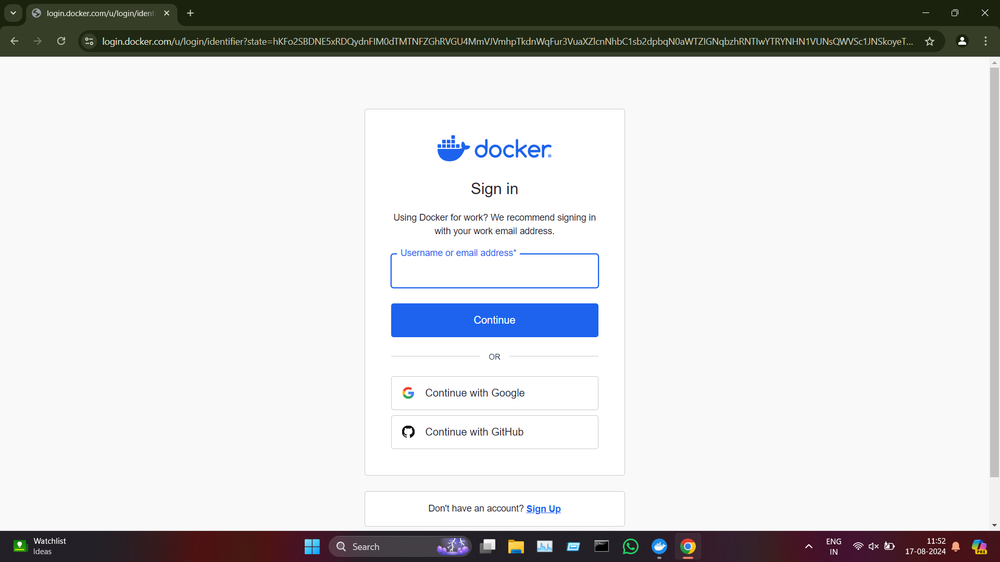 login.docker.com/u/login/identi
login.docker.com/u/login/identifier?state=hKFo2SBDNE5xRDQydnFIM0dTMTNFZGhRVGU4MmVJVmhpTkdnWqFur3VuaXZlcnNhbC1sb2dpbqN0aWTZIGNqbzhRNTIwYTRYNHN1VUNsQWVSc1JNSkoyeT...
docker
Sign in
Using Docker for work? We recommend signing in
with your work email address.
Username or email address*
Continue
OR
Continue with Google
Continue with GitHub
Don't have an account? Sign Up
Watchlist
Ideas
Search
ENG
IN
11:52
17-08-2024
PRE